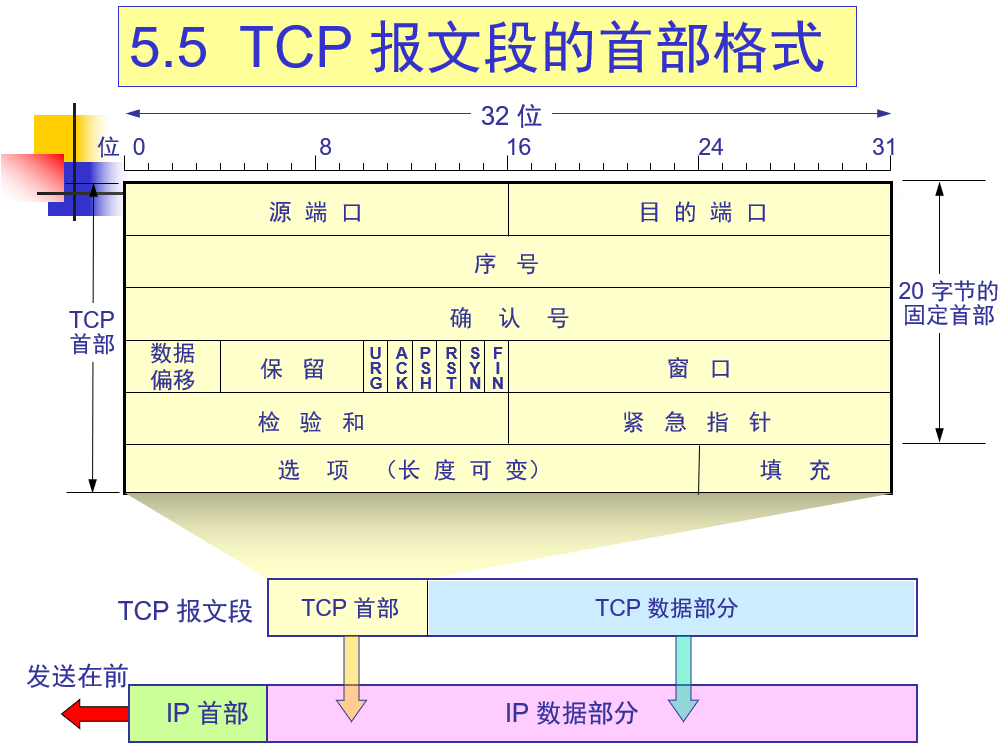 5.5 TCP 报文段的首部格式
32 位
位 0 8 16 24 31
源 端 口 目 的 端 口
序 号
确 认 号
20 字节的
固定首部
TCP
首部
数据
偏移
保 留
URG
ACK
PSH
RST
SYN
FIN
窗 口
检 验 和 紧 急 指 针
选 项 （长 度 可 变） 填 充
TCP 报文段 TCP 首部 TCP 数据部分
发送在前
IP 首部 IP 数据部分